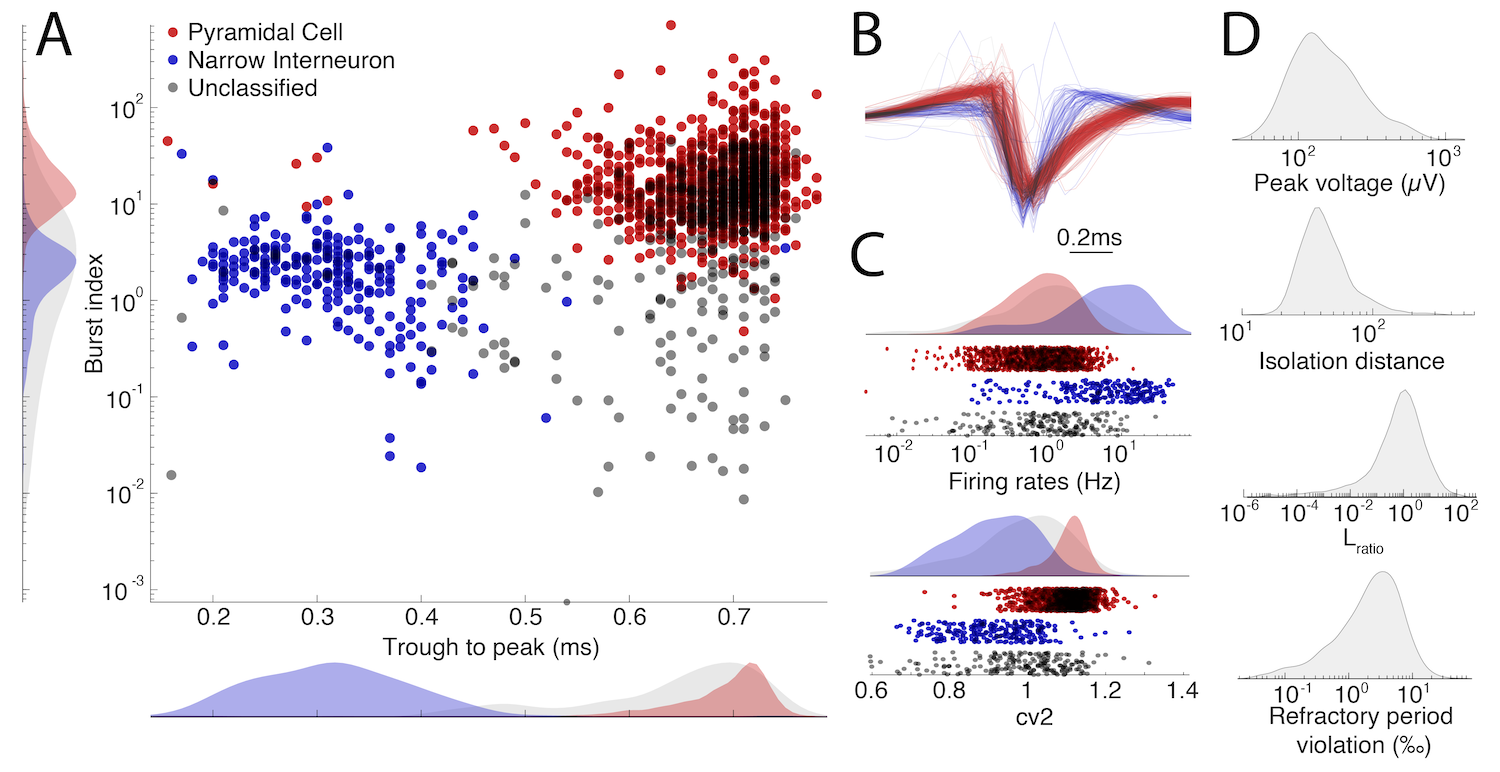 A
Pyramidal Cell
Narrow Interneuron
Unclassified
10²
10¹
10⁰
10⁻¹
10⁻²
10⁻³
Burst index
0.2 0.3 0.4 0.5 0.6 0.7
Trough to peak (ms)
B
0.2ms
C
10⁻² 10⁻¹ 10⁰ 10¹
Firing rates (Hz)
0.6 0.8 1 1.2 1.4
cv2
D
10² 10³
Peak voltage (µV)
10¹ 10²
Isolation distance
10⁻⁶ 10⁻⁴ 10⁻² 10⁰ 10²
L ratio
10⁻¹ 10⁰ 10¹
Refractory period
violation (‰)